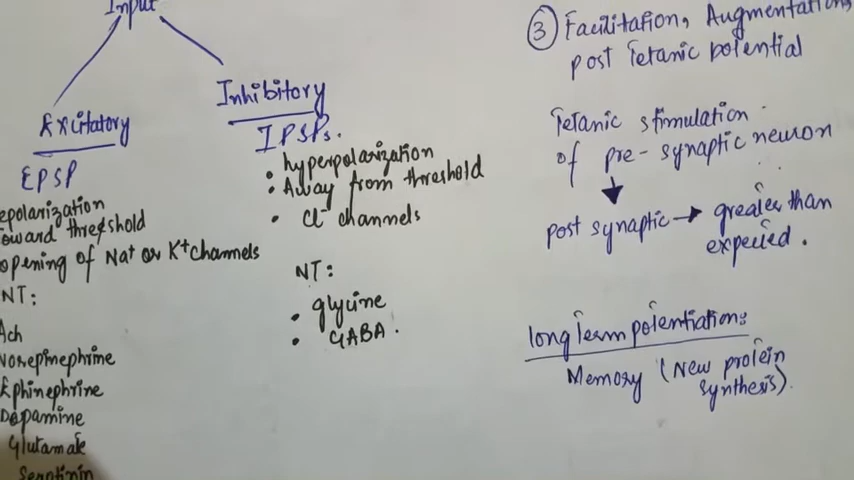 Input
Excitatory
EPSP
epolarization
oward threshold
opening of Na+ or K+ channels
NT:
Ach
Norepinephrine
Ephinephrine
Dopamine
Glutamate
Serotinin
Inhibitory
IPSPs.
• hyperpolarization
• Away from threshold
• Cl- channels
NT:
• glycine
• GABA.
③ Facilitation, Augmentation,
post Tetanic potential
Tetanic stimulation
of pre-synaptic neuron
↓
post synaptic → greater than
expected.
long Term potentiation:
Memory (New protein
synthesis).